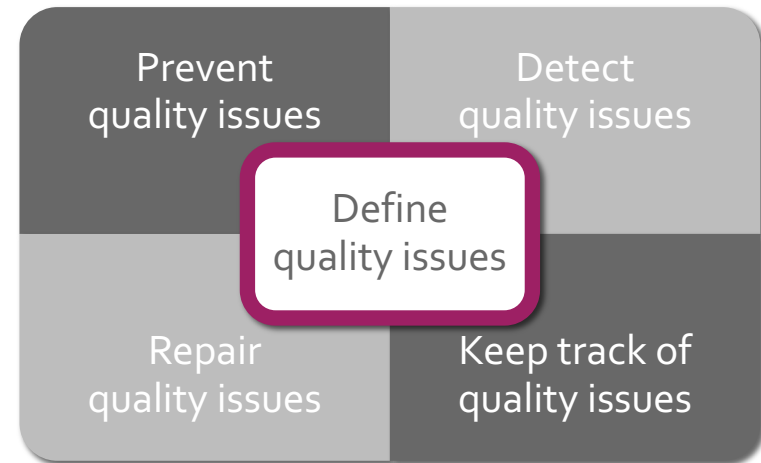 Prevent
quality issues
Detect
quality issues
Define
quality issues
Repair
quality issues
Keep track of
quality issues